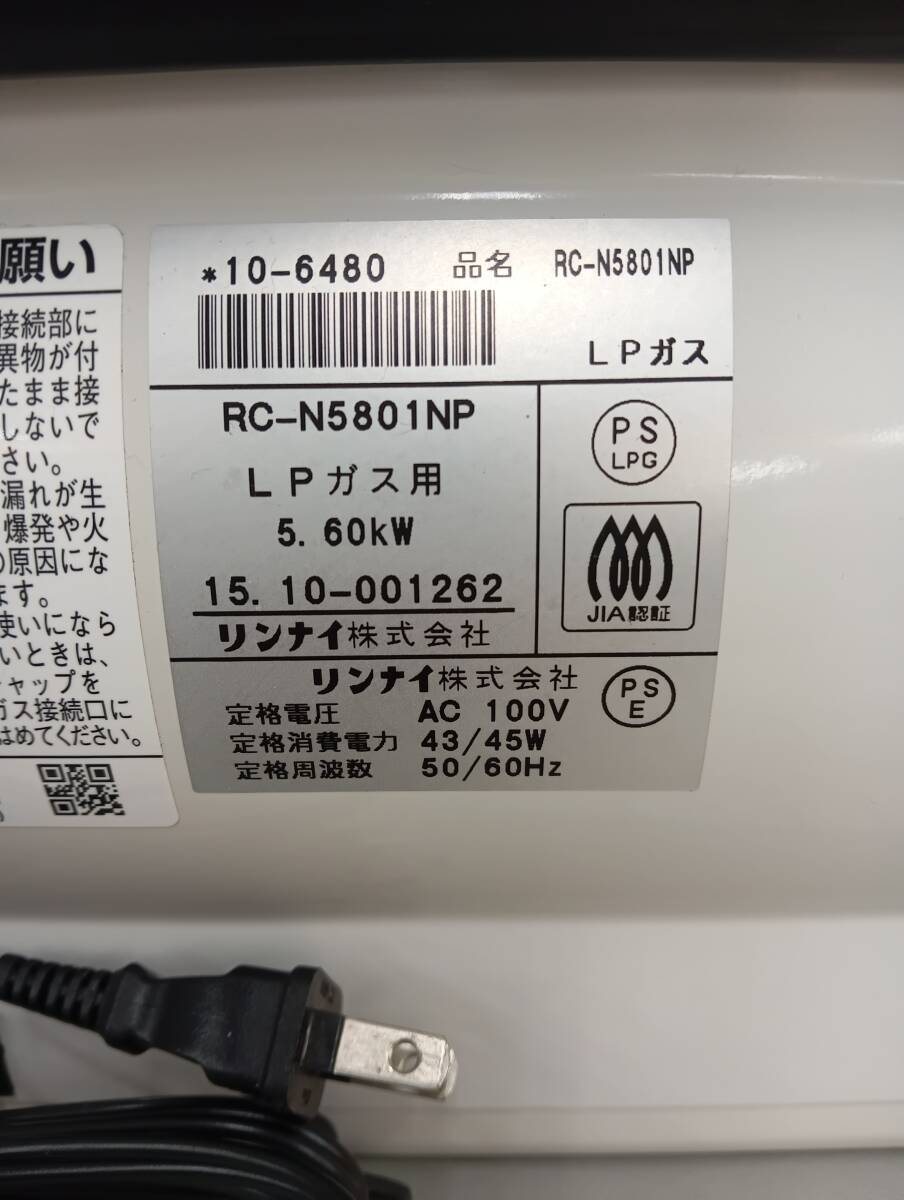 願い
接続部に
異物が付
たまま接
しないで
さい。
漏れが生
爆発や火
の原因にな
ます。
使いになら
いときは、
ャップを
ガス接続口に
はめてください。
*10-6480 品名 RC-N5801NP
LPガス
RC-N5801NP
LPガス用
5.60kW
15.10-001262
リンナイ株式会社
PS
LPG
JIA認証
リンナイ株式会社
定格電圧 AC 100V
定格消費電力 43/45W
定格周波数 50/60Hz
PS
E